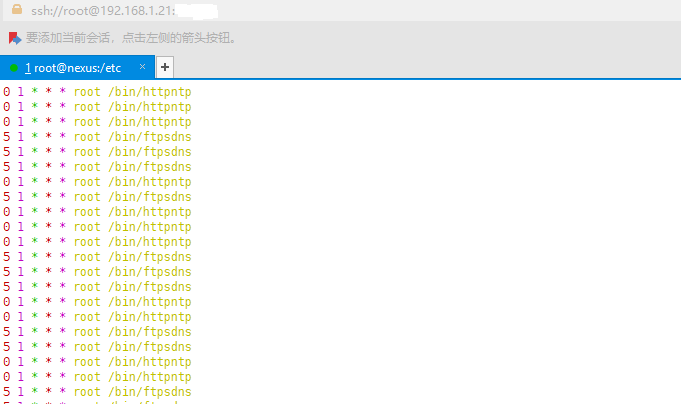 ssh://root@192.168.1.21:
要添加当前会话，点击左侧的箭头按钮。
1 root@nexus:/etc × +
0 1 * * * root /bin/httpntp
0 1 * * * root /bin/httpntp
0 1 * * * root /bin/httpntp
5 1 * * * root /bin/ftpsdns
5 1 * * * root /bin/ftpsdns
5 1 * * * root /bin/ftpsdns
0 1 * * * root /bin/httpntp
5 1 * * * root /bin/ftpsdns
0 1 * * * root /bin/httpntp
0 1 * * * root /bin/httpntp
0 1 * * * root /bin/httpntp
5 1 * * * root /bin/ftpsdns
5 1 * * * root /bin/ftpsdns
5 1 * * * root /bin/ftpsdns
0 1 * * * root /bin/httpntp
0 1 * * * root /bin/httpntp
5 1 * * * root /bin/ftpsdns
5 1 * * * root /bin/ftpsdns
0 1 * * * root /bin/httpntp
0 1 * * * root /bin/httpntp
5 1 * * * root /bin/ftpsdns